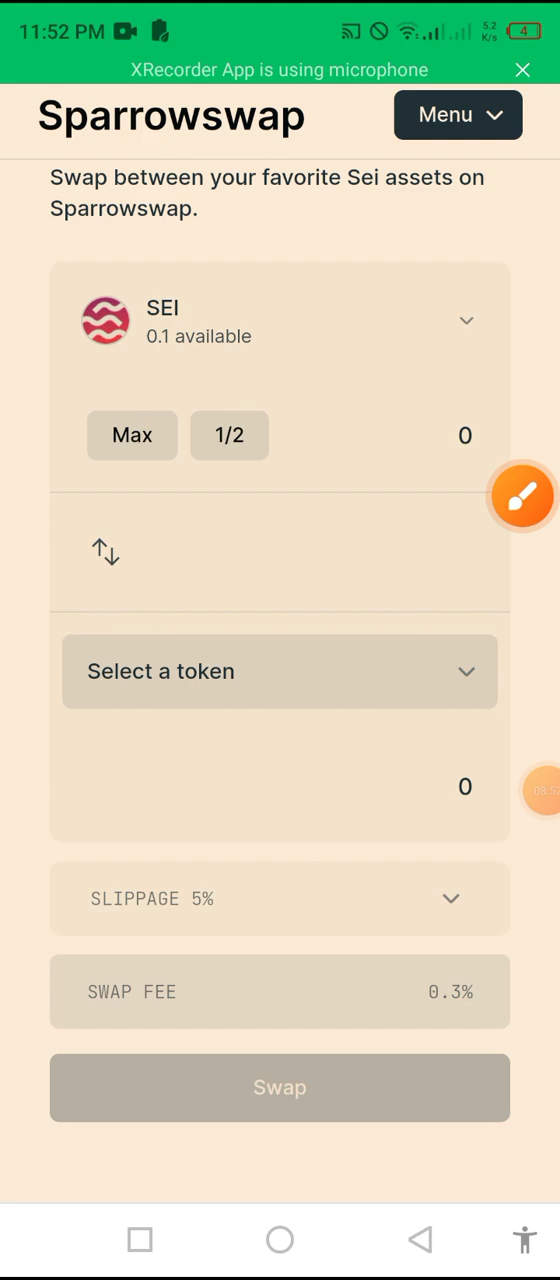 11:52 PM 5.2 K/s 4
XRecorder App is using microphone
Sparrowswap Menu
Swap between your favorite Sei assets on
Sparrowswap.
SEI
0.1 available
Max 1/2 0
Select a token
0
08:52
SLIPPAGE 5%
SWAP FEE 0.3%
Swap